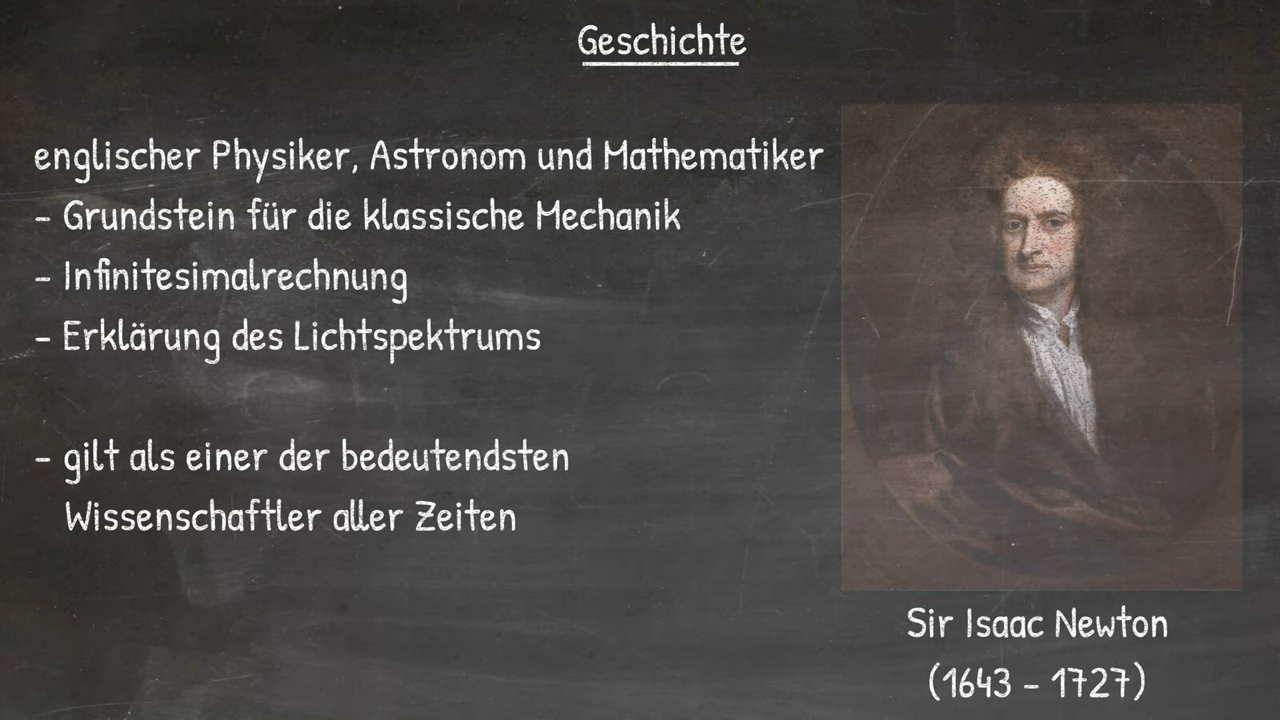 Geschichte
englischer Physiker, Astronom und Mathematiker
- Grundstein für die klassische Mechanik
- Infinitesimalrechnung
- Erklärung des Lichtspektrums
- gilt als einer der bedeutendsten
Wissenschaftler aller Zeiten
Sir Isaac Newton
(1643 - 1727)